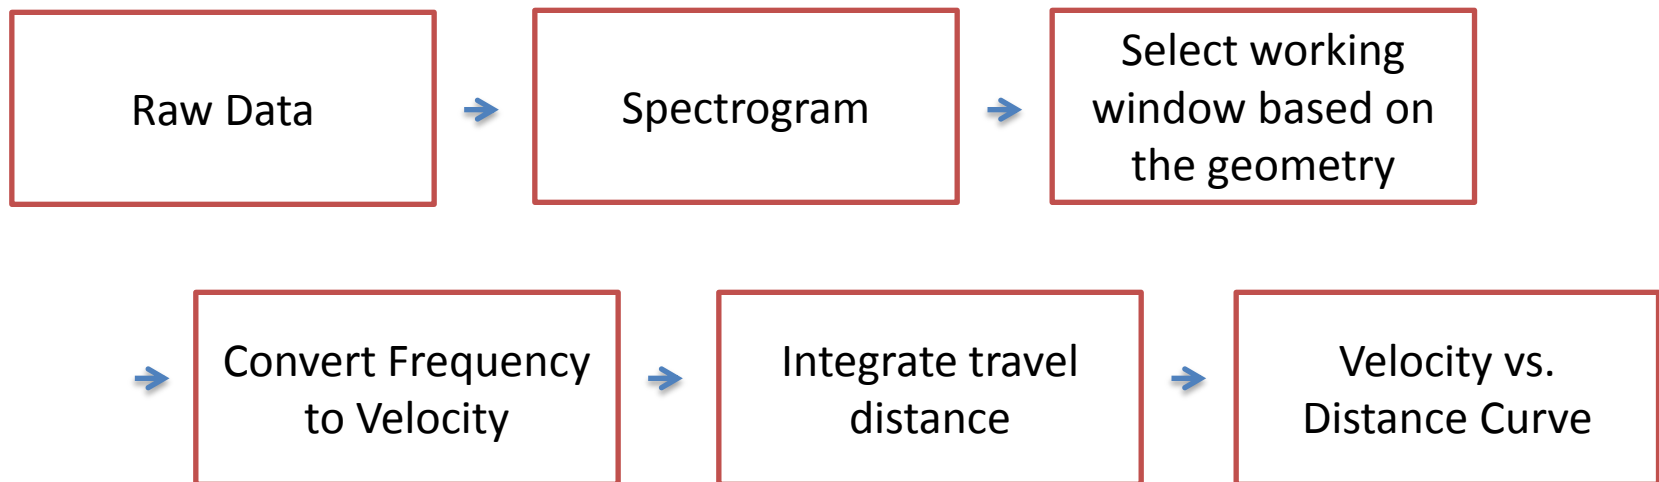 Raw Data
Spectrogram
Select working
window based on
the geometry
Convert Frequency
to Velocity
Integrate travel
distance
Velocity vs.
Distance Curve